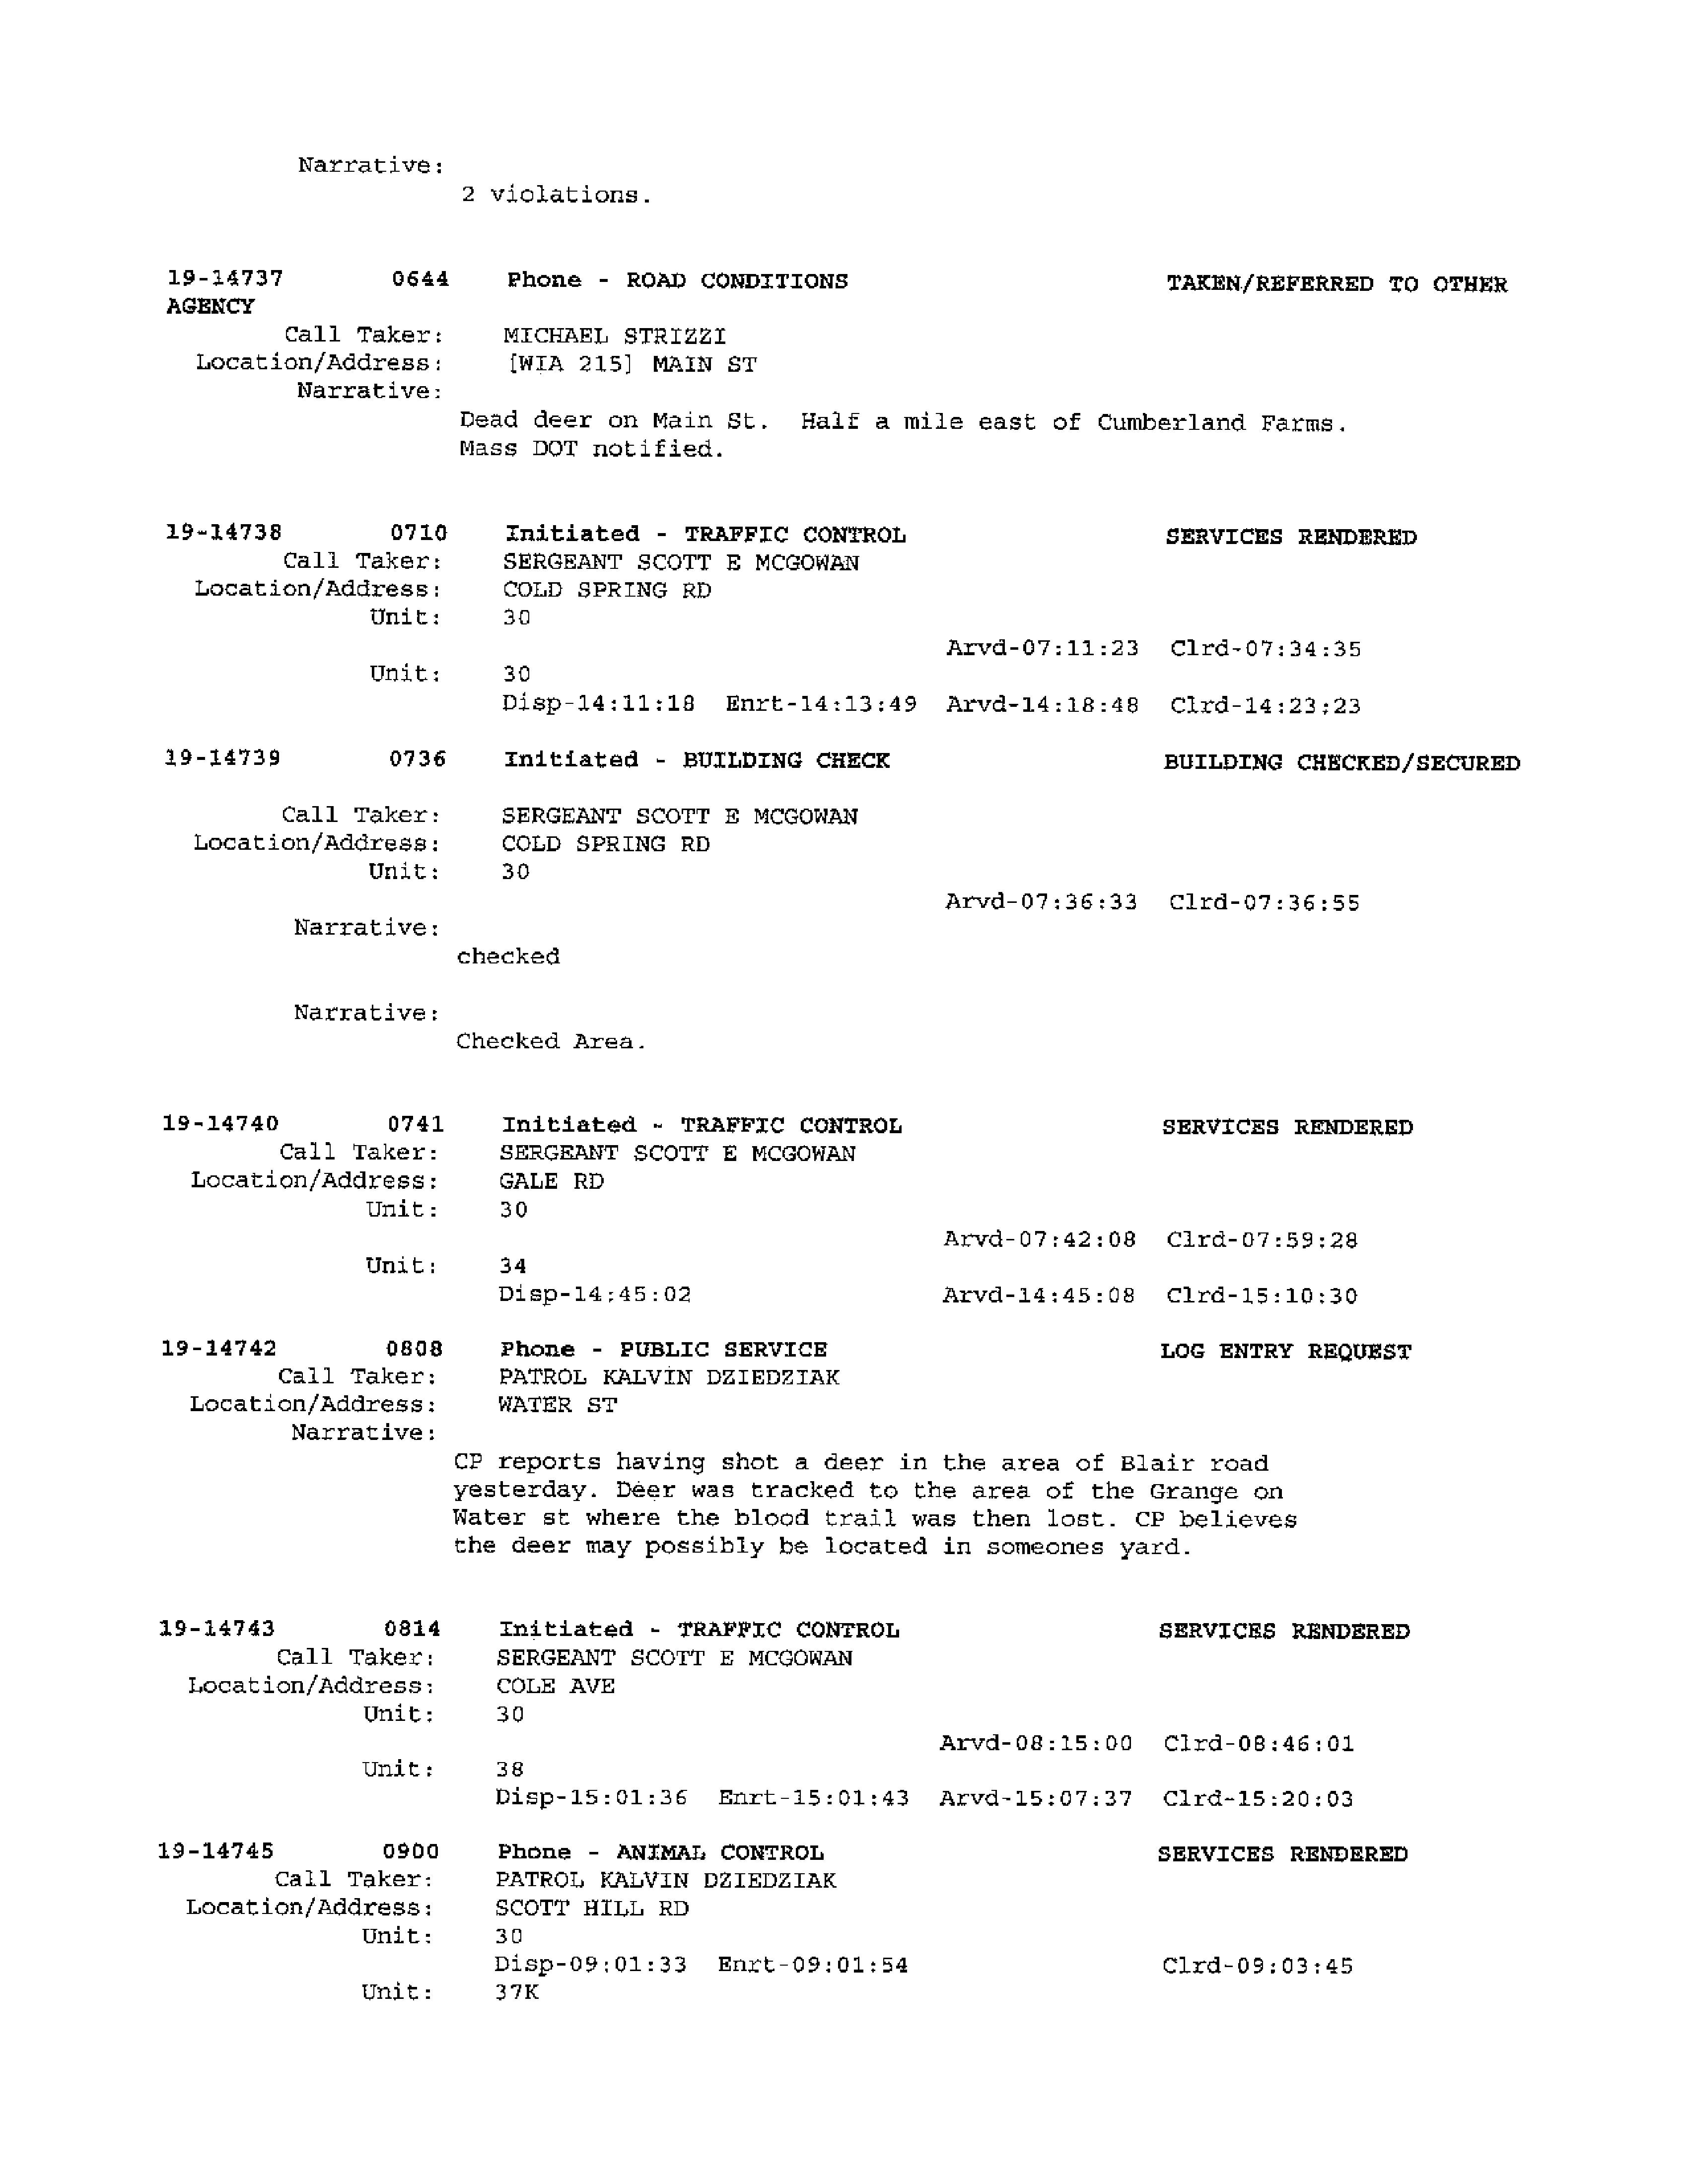 Narrative:
2 violations.
19-14737 0644 Phone - ROAD CONDITIONS TAKEN/REFERRED TO OTHER
AGENCY
Call Taker: MICHAEL STRIZZI
Location/Address: [WIA 215] MAIN ST
Narrative:
Dead deer on Main St. Half a mile east of Cumberland Farms.
Mass DOT notified.
19-14738 0710 Initiated - TRAFFIC CONTROL SERVICES RENDERED
Call Taker: SERGEANT SCOTT E MCGOWAN
Location/Address: COLD SPRING RD
Unit: 30
Arvd-07:11:23 Clrd-07:34:35
Unit: 30
Disp-14:11:18 Enrt-14:13:49 Arvd-14:18:48 Clrd-14:23:23
19-14739 0736 Initiated - BUILDING CHECK BUILDING CHECKED/SECURED
Call Taker: SERGEANT SCOTT E MCGOWAN
Location/Address: COLD SPRING RD
Unit: 30
Arvd-07:36:33 Clrd-07:36:55
Narrative:
checked
Narrative:
Checked Area.
19-14740 0741 Initiated - TRAFFIC CONTROL SERVICES RENDERED
Call Taker: SERGEANT SCOTT E MCGOWAN
Location/Address: GALE RD
Unit: 30
Arvd-07:42:08 Clrd-07:59:28
Unit: 34
Disp-14:45:02 Arvd-14:45:08 Clrd-15:10:30
19-14742 0808 Phone - PUBLIC SERVICE LOG ENTRY REQUEST
Call Taker: PATROL KALVIN DZIEDZIAK
Location/Address: WATER ST
Narrative:
CP reports having shot a deer in the area of Blair road
yesterday. Deer was tracked to the area of the Grange on
Water st where the blood trail was then lost. CP believes
the deer may possibly be located in someones yard.
19-14743 0814 Initiated - TRAFFIC CONTROL SERVICES RENDERED
Call Taker: SERGEANT SCOTT E MCGOWAN
Location/Address: COLE AVE
Unit: 30
Arvd-08:15:00 Clrd-08:46:01
Unit: 38
Disp-15:01:36 Enrt-15:01:43 Arvd-15:07:37 Clrd-15:20:03
19-14745 0900 Phone - ANIMAL CONTROL SERVICES RENDERED
Call Taker: PATROL KALVIN DZIEDZIAK
Location/Address: SCOTT HILL RD
Unit: 30
Disp-09:01:33 Enrt-09:01:54 Clrd-09:03:45
Unit: 37K